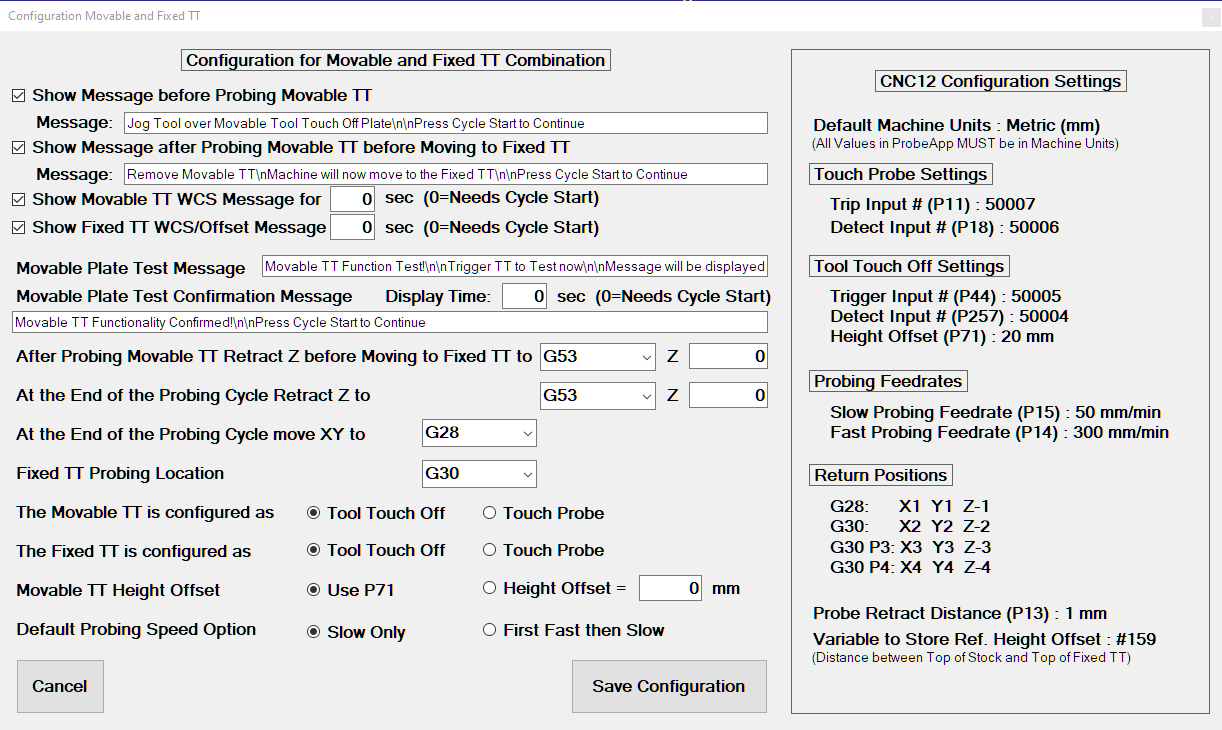 Configuration Movable and Fixed TT
Configuration for Movable and Fixed TT Combination
Show Message before Probing Movable TT
Message: Jog Tool over Movable Tool Touch Off Plate\n\nPress Cycle Start to Continue
Show Message after Probing Movable TT before Moving to Fixed TT
Message: Remove Movable TT\nMachine will now move to the Fixed TT\n\nPress Cycle Start to Continue
Show Movable TT WCS Message for 0 sec (0=Needs Cycle Start)
Show Fixed TT WCS/Offset Message 0 sec (0=Needs Cycle Start)
Movable Plate Test Message Movable TT Function Test!\n\nTrigger TT to Test now\n\nMessage will be displayed
Movable Plate Test Confirmation Message Display Time: 0 sec (0=Needs Cycle Start)
Movable TT Functionality Confirmed!\n\nPress Cycle Start to Continue
After Probing Movable TT Retract Z before Moving to Fixed TT to G53 Z 0
At the End of the Probing Cycle Retract Z to G53 Z 0
At the End of the Probing Cycle move XY to G28
Fixed TT Probing Location G30
The Movable TT is configured as Tool Touch Off Touch Probe
The Fixed TT is configured as Tool Touch Off Touch Probe
Movable TT Height Offset Use P71 Height Offset = 0 mm
Default Probing Speed Option Slow Only First Fast then Slow
Cancel Save Configuration
CNC12 Configuration Settings
Default Machine Units : Metric (mm)
(All Values in ProbeApp MUST be in Machine Units)
Touch Probe Settings
Trip Input # (P11) : 50007
Detect Input # (P18) : 50006
Tool Touch Off Settings
Trigger Input # (P44) : 50005
Detect Input # (P257) : 50004
Height Offset (P71) : 20 mm
Probing Feedrates
Slow Probing Feedrate (P15) : 50 mm/min
Fast Probing Feedrate (P14) : 300 mm/min
Return Positions
G28: X1 Y1 Z-1
G30: X2 Y2 Z-2
G30 P3: X3 Y3 Z-3
G30 P4: X4 Y4 Z-4
Probe Retract Distance (P13) : 1 mm
Variable to Store Ref. Height Offset : #159
(Distance between Top of Stock and Top of Fixed TT)